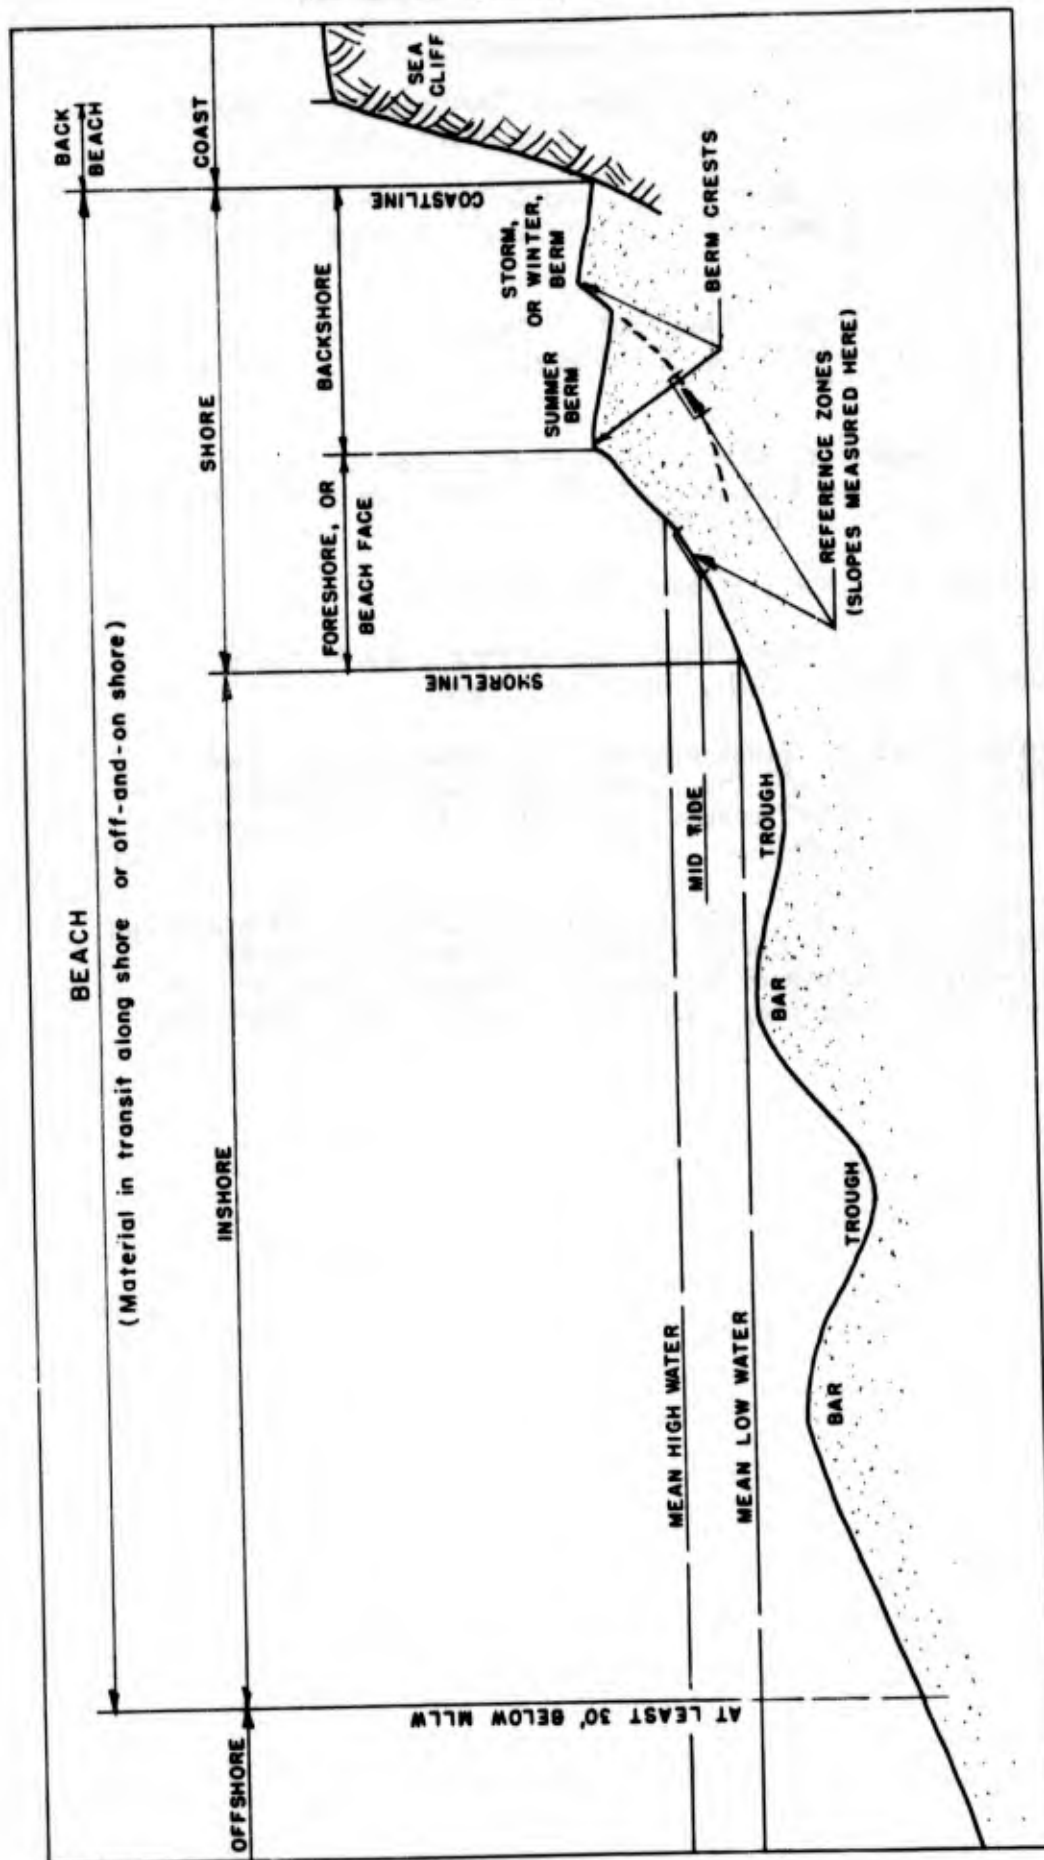 BEACH
(Material in transit along shore or off-and-on shore)
BACK
BEACH
OFFSHORE
INSHORE
SHORE
COAST
FORESHORE, OR
BEACH FACE
BACKSHORE
AT LEAST 30' BELOW MLLW
SHORELINE
COASTLINE
SEA
CLIFF
STORM,
OR WINTER,
BERM
SUMMER
BERM
MEAN HIGH WATER
MID TIDE
MEAN LOW WATER
BERM CRESTS
BAR
TROUGH
BAR
TROUGH
REFERENCE ZONES
(SLOPES MEASURED HERE)